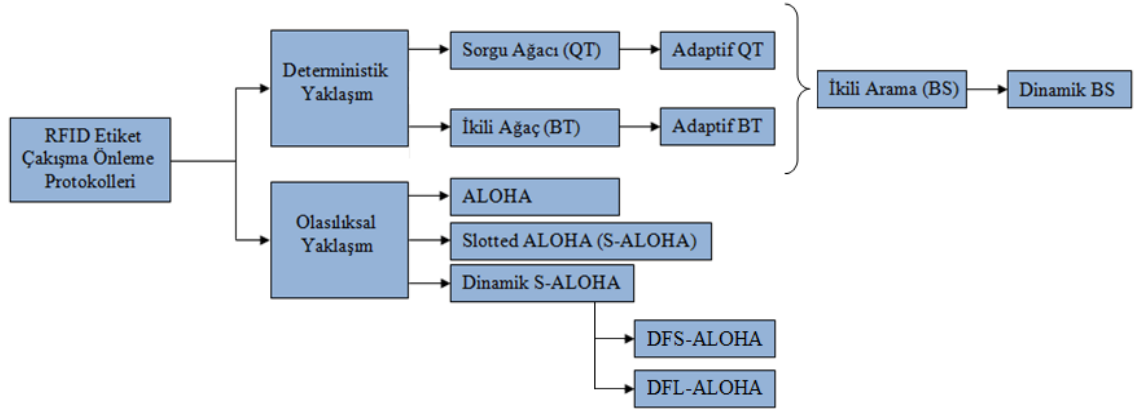 RFID Etiket
Çakışma Önleme
Protokolleri
Deterministik
Yaklaşım
Sorgu Ağacı (QT)
Adaptif QT
İkili Ağaç (BT)
Adaptif BT
İkili Arama (BS)
Dinamik BS
Olasılıksal
Yaklaşım
ALOHA
Slotted ALOHA (S-ALOHA)
Dinamik S-ALOHA
DFS-ALOHA
DFL-ALOHA